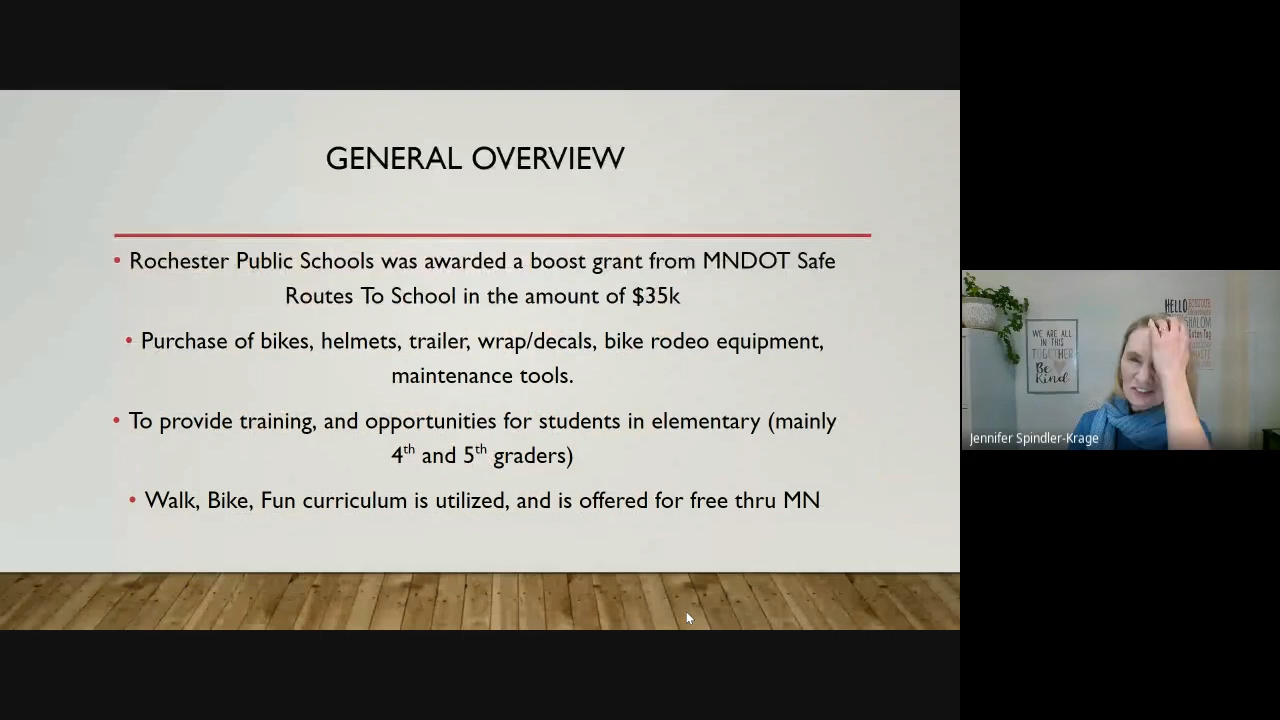 GENERAL OVERVIEW
• Rochester Public Schools was awarded a boost grant from MNDOT Safe
Routes To School in the amount of $35k
• Purchase of bikes, helmets, trailer, wrap/decals, bike rodeo equipment,
maintenance tools.
• To provide training, and opportunities for students in elementary (mainly
4th and 5th graders)
• Walk, Bike, Fun curriculum is utilized, and is offered for free thru MN
WE ARE ALL
IN THIS
TOGETHER
Be
Kind
HELLO
BONJOUR
SHALOM
Jennifer Spindler-Krage